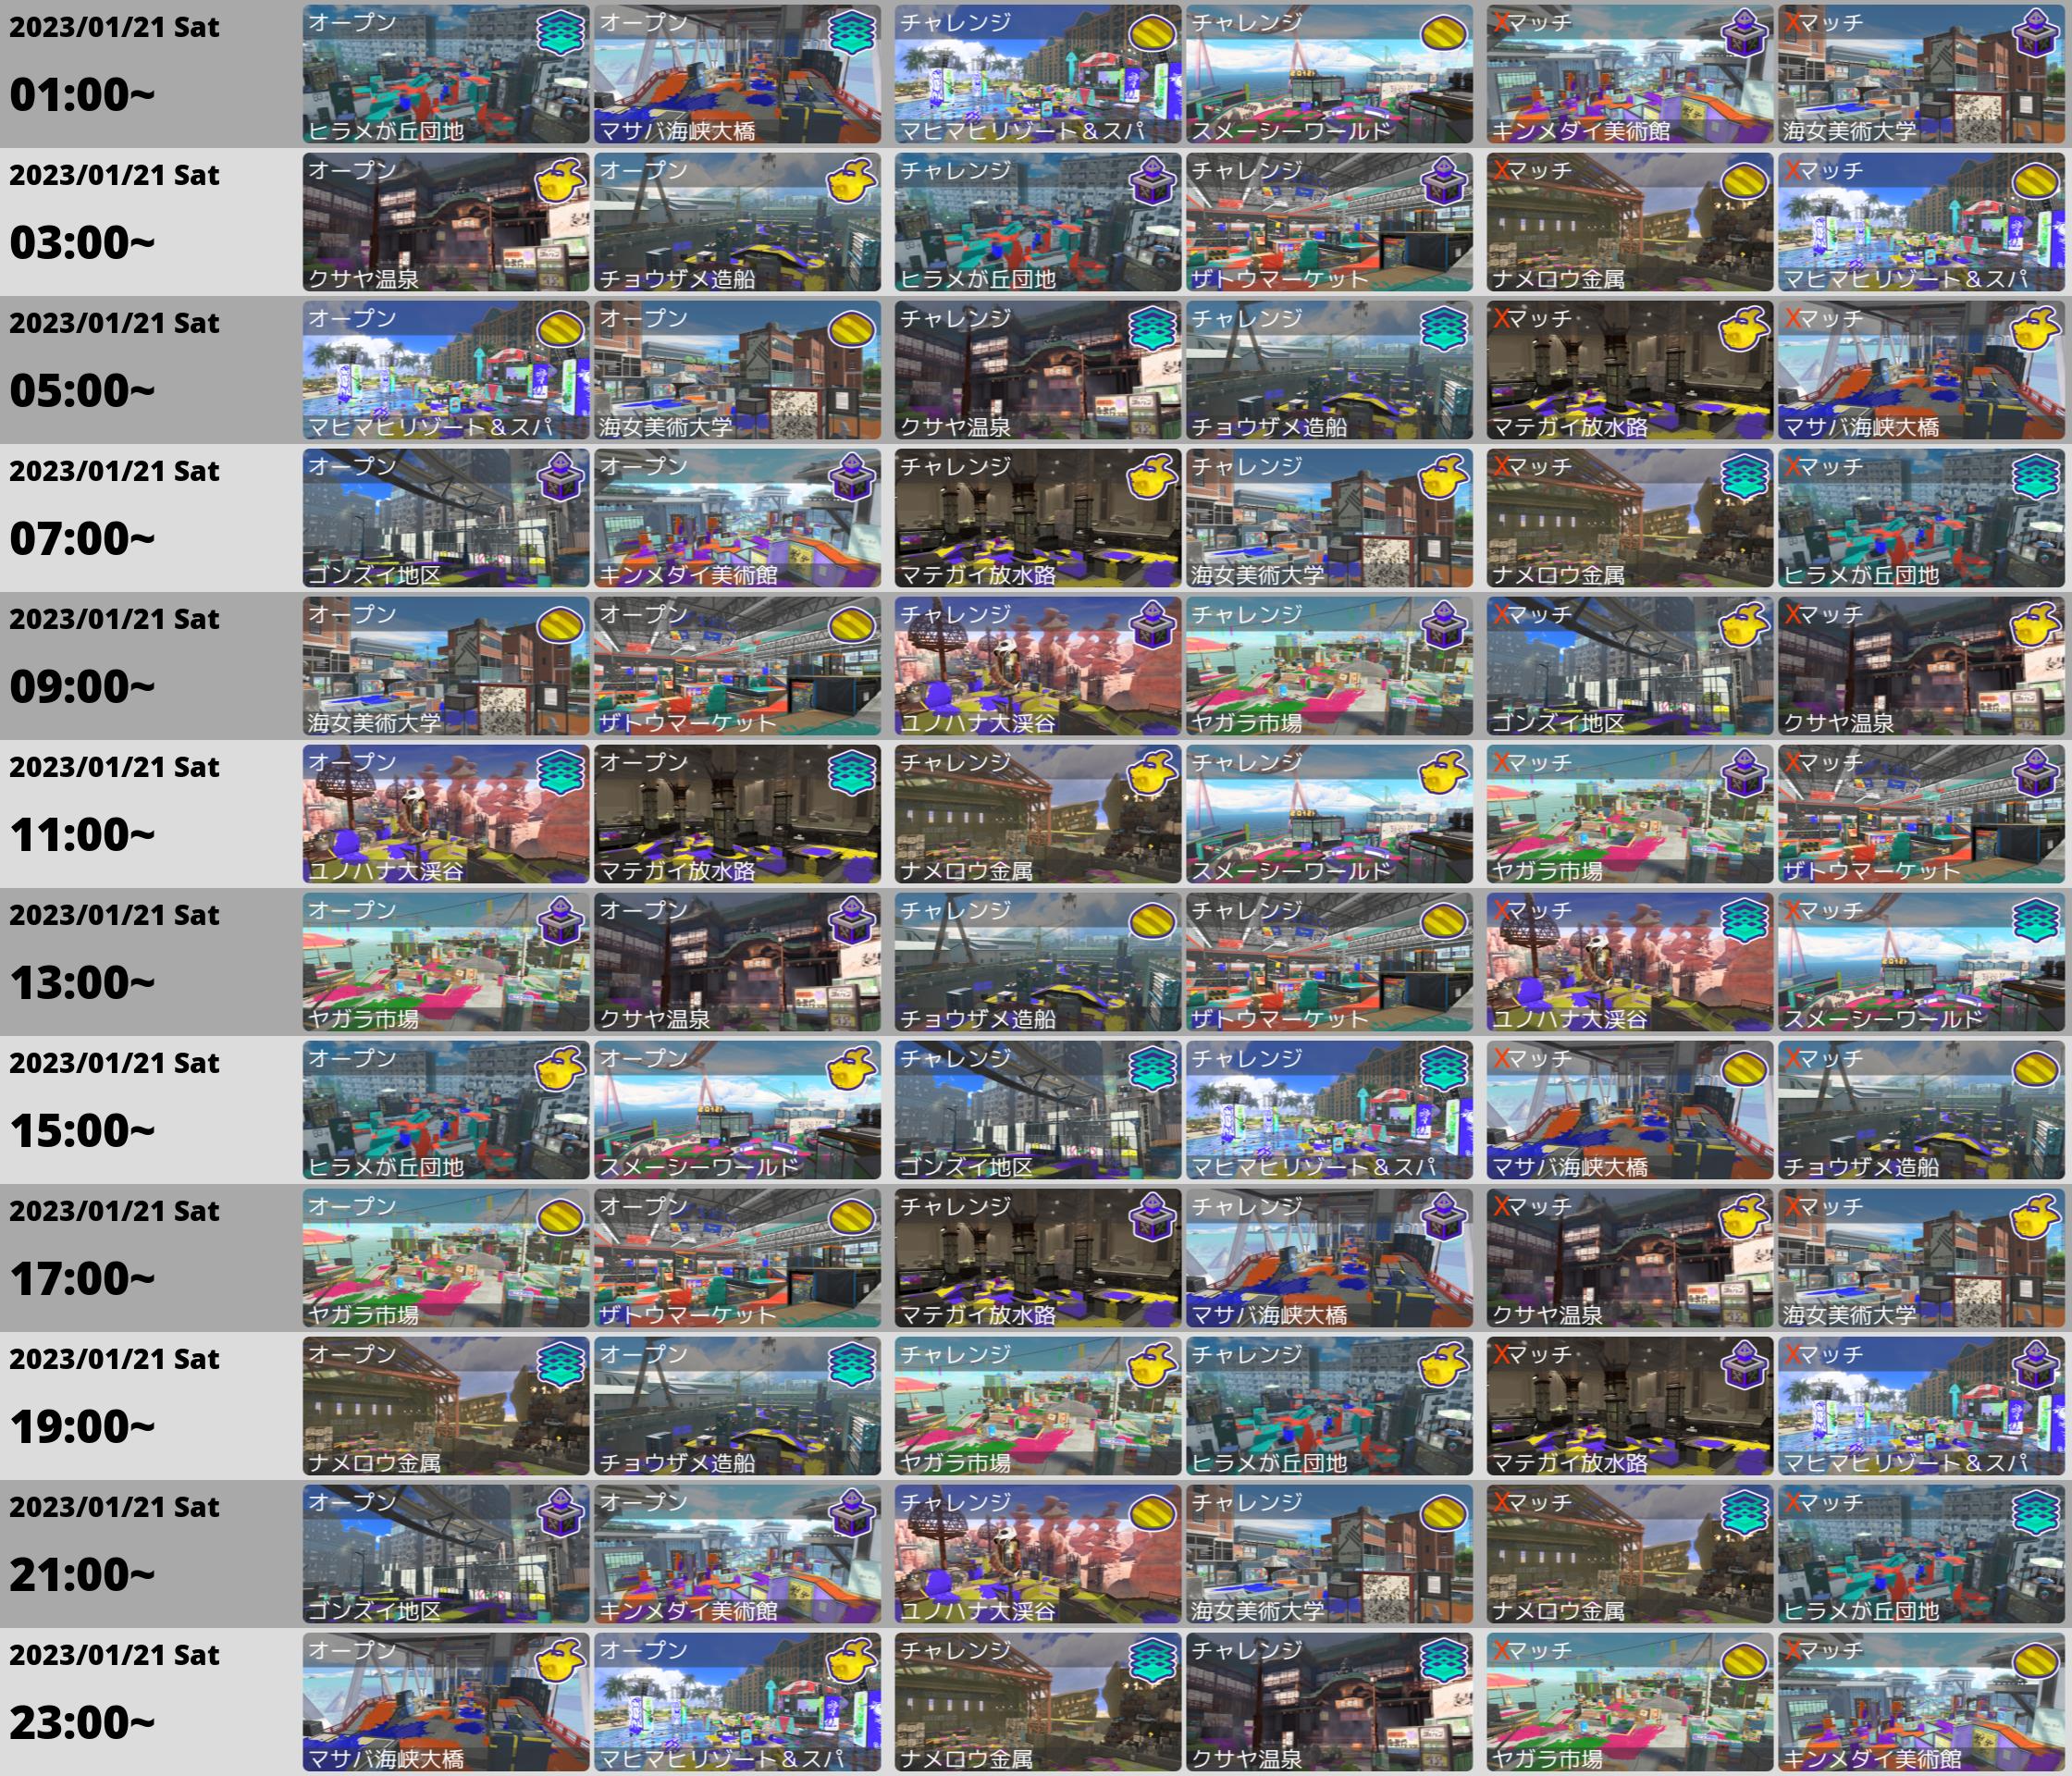 2023/01/21 Sat
01:00~
オープン オープン チャレンジ チャレンジ Xマッチ Xマッチ
ヒラメが丘団地 マサバ海峡大橋 マヒマヒリゾート＆スパ スメーシーワールド キンメダイ美術館 海女美術大学
2023/01/21 Sat
03:00~
オープン オープン チャレンジ チャレンジ Xマッチ Xマッチ
クサヤ温泉 チョウザメ造船 ヒラメが丘団地 ザトウマーケット ナメロウ金属 マヒマヒリゾート＆スパ
2023/01/21 Sat
05:00~
オープン オープン チャレンジ チャレンジ Xマッチ Xマッチ
マヒマヒリゾート＆スパ 海女美術大学 クサヤ温泉 チョウザメ造船 マテガイ放水路 マサバ海峡大橋
2023/01/21 Sat
07:00~
オープン オープン チャレンジ チャレンジ Xマッチ Xマッチ
ゴンズイ地区 キンメダイ美術館 マテガイ放水路 海女美術大学 ナメロウ金属 ヒラメが丘団地
2023/01/21 Sat
09:00~
オープン オープン チャレンジ チャレンジ Xマッチ Xマッチ
海女美術大学 ザトウマーケット ユノハナ大渓谷 ヤガラ市場 ゴンズイ地区 クサヤ温泉
2023/01/21 Sat
11:00~
オープン オープン チャレンジ チャレンジ Xマッチ Xマッチ
ユノハナ大渓谷 マテガイ放水路 ナメロウ金属 スメーシーワールド ヤガラ市場 ザトウマーケット
2023/01/21 Sat
13:00~
オープン オープン チャレンジ チャレンジ Xマッチ Xマッチ
ヤガラ市場 クサヤ温泉 チョウザメ造船 ザトウマーケット ユノハナ大渓谷 スメーシーワールド
2023/01/21 Sat
15:00~
オープン オープン チャレンジ チャレンジ Xマッチ Xマッチ
ヒラメが丘団地 スメーシーワールド ゴンズイ地区 マヒマヒリゾート＆スパ マサバ海峡大橋 チョウザメ造船
2023/01/21 Sat
17:00~
オープン オープン チャレンジ チャレンジ Xマッチ Xマッチ
ヤガラ市場 ザトウマーケット マテガイ放水路 マサバ海峡大橋 クサヤ温泉 海女美術大学
2023/01/21 Sat
19:00~
オープン オープン チャレンジ チャレンジ Xマッチ Xマッチ
ナメロウ金属 チョウザメ造船 ヤガラ市場 ヒラメが丘団地 マテガイ放水路 マヒマヒリゾート＆スパ
2023/01/21 Sat
21:00~
オープン オープン チャレンジ チャレンジ Xマッチ Xマッチ
ゴンズイ地区 キンメダイ美術館 ユノハナ大渓谷 海女美術大学 ナメロウ金属 ヒラメが丘団地
2023/01/21 Sat
23:00~
オープン オープン チャレンジ チャレンジ Xマッチ Xマッチ
マサバ海峡大橋 マヒマヒリゾート＆スパ ナメロウ金属 クサヤ温泉 ヤガラ市場 キンメダイ美術館